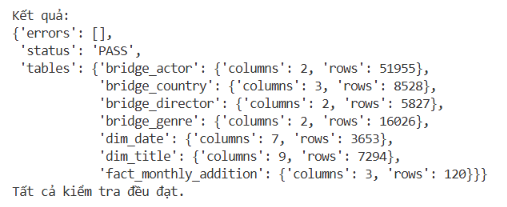 Kết quả:
{'errors': [],
 'status': 'PASS',
 'tables': {'bridge_actor': {'columns': 2, 'rows': 51955},
            'bridge_country': {'columns': 3, 'rows': 8528},
            'bridge_director': {'columns': 2, 'rows': 5827},
            'bridge_genre': {'columns': 2, 'rows': 16026},
            'dim_date': {'columns': 7, 'rows': 3653},
            'dim_title': {'columns': 9, 'rows': 7294},
            'fact_monthly_addition': {'columns': 3, 'rows': 120}}}
Tất cả kiểm tra đều đạt.